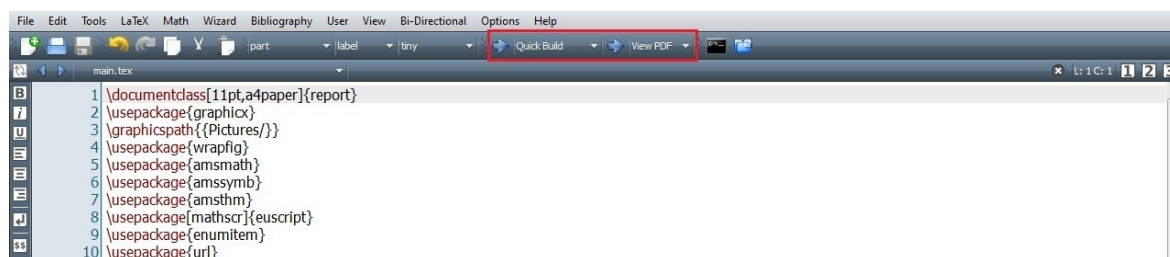 File Edit Tools LaTeX Math Wizard Bibliography User View Bi-Directional Options Help
part label tiny Quick Build View PDF
main.tex L: 1 C: 1 1 2
B 1 \documentclass[11pt,a4paper]{report}
i 2 \usepackage{graphicx}
U 3 \graphicspath{{Pictures/}}
4 \usepackage{wrapfig}
5 \usepackage{amsmath}
6 \usepackage{amssymb}
7 \usepackage{amsthm}
8 \usepackage[mathscr]{euscript}
9 \usepackage{enumitem}
$$ 10 \usepackage{url}